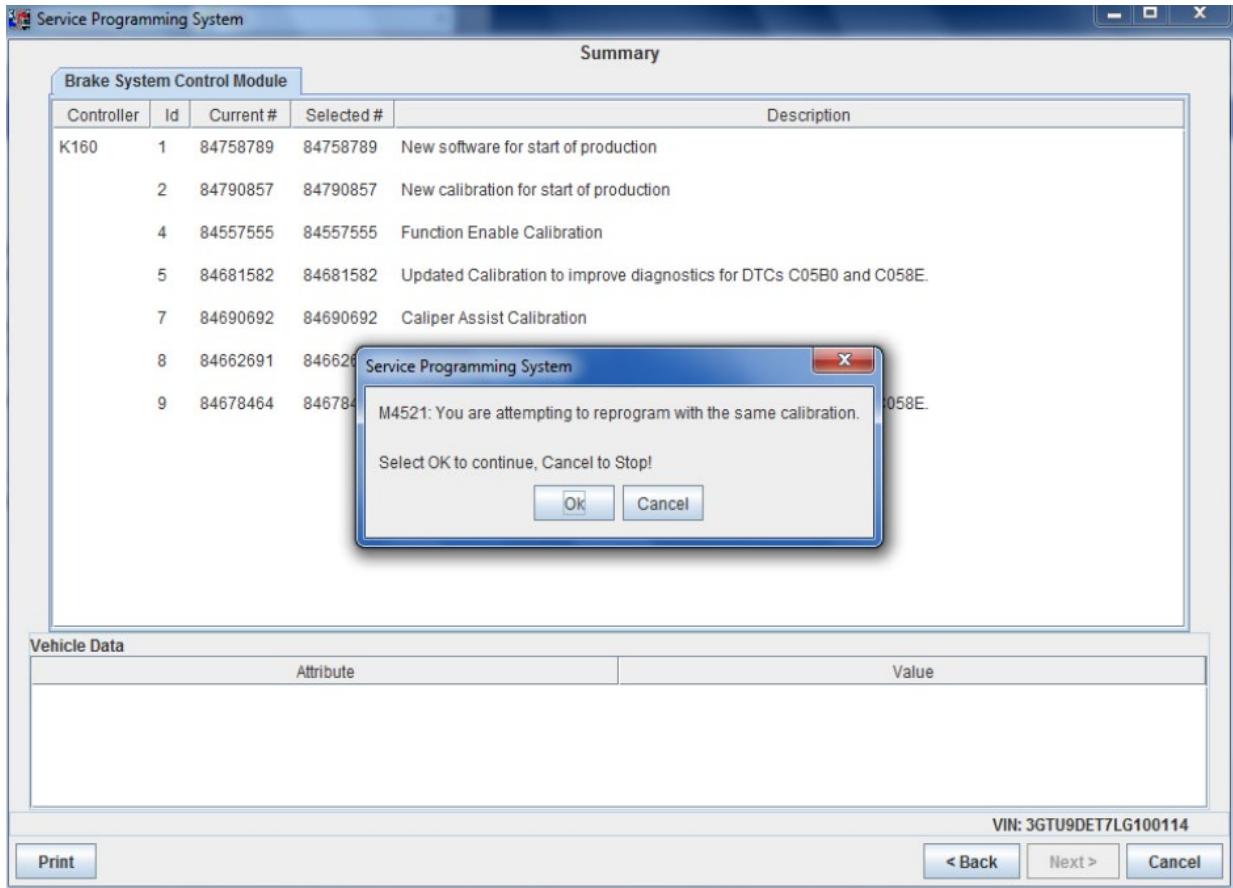 Service Programming System
Summary
Brake System Control Module
Controller Id Current # Selected # Description
K160 1 84758789 84758789 New software for start of production
2 84790857 84790857 New calibration for start of production
4 84557555 84557555 Function Enable Calibration
5 84681582 84681582 Updated Calibration to improve diagnostics for DTCs C05B0 and C058E.
7 84690692 84690692 Caliper Assist Calibration
8 84662691
9 84678464
Service Programming System
M4521: You are attempting to reprogram with the same calibration.
Select OK to continue, Cancel to Stop!
Ok Cancel
Vehicle Data
Attribute Value
VIN: 3GTU9DET7LG100114
Print < Back Next > Cancel